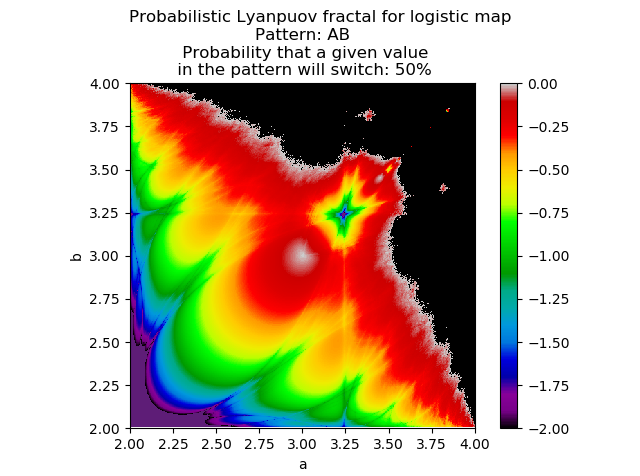 Probabilistic Lyanpuov fractal for logistic map
Pattern: AB
Probability that a given value
in the pattern will switch: 50%
4.00
3.75
3.50
3.25
3.00
2.75
2.50
2.25
2.00
b
2.00 2.25 2.50 2.75 3.00 3.25 3.50 3.75 4.00
a
0.00
−0.25
−0.50
−0.75
−1.00
−1.25
−1.50
−1.75
−2.00